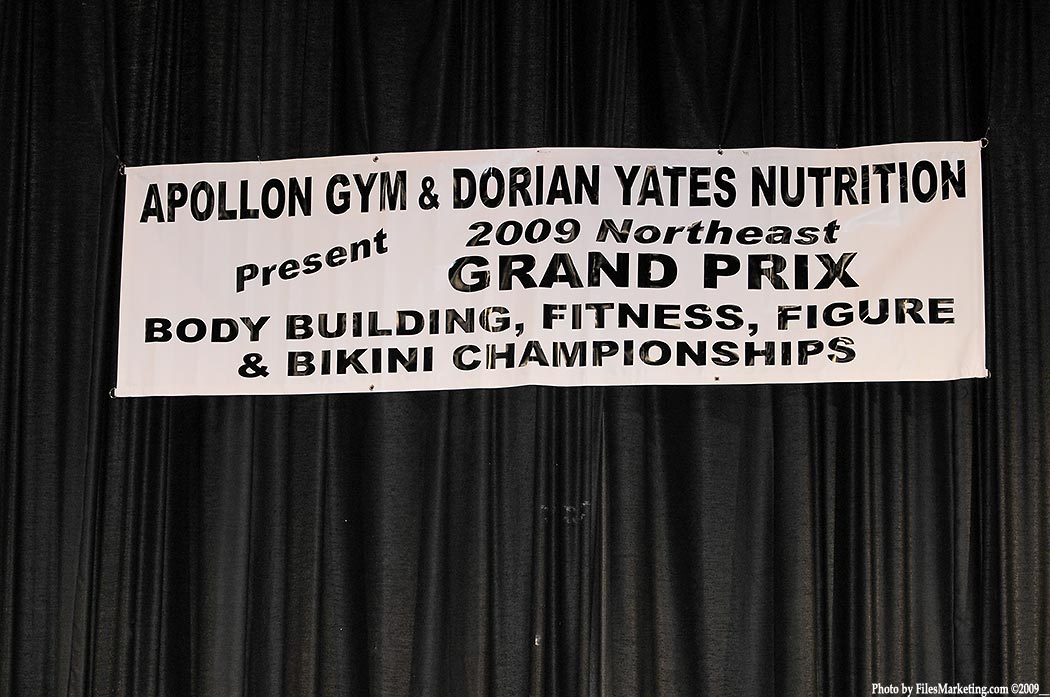 APOLLON GYM & DORIAN YATES NUTRITION
Present
2009 Northeast
GRAND PRIX
BODY BUILDING, FITNESS, FIGURE
& BIKINI CHAMPIONSHIPS
Photo by FilesMarketing.com ©2009